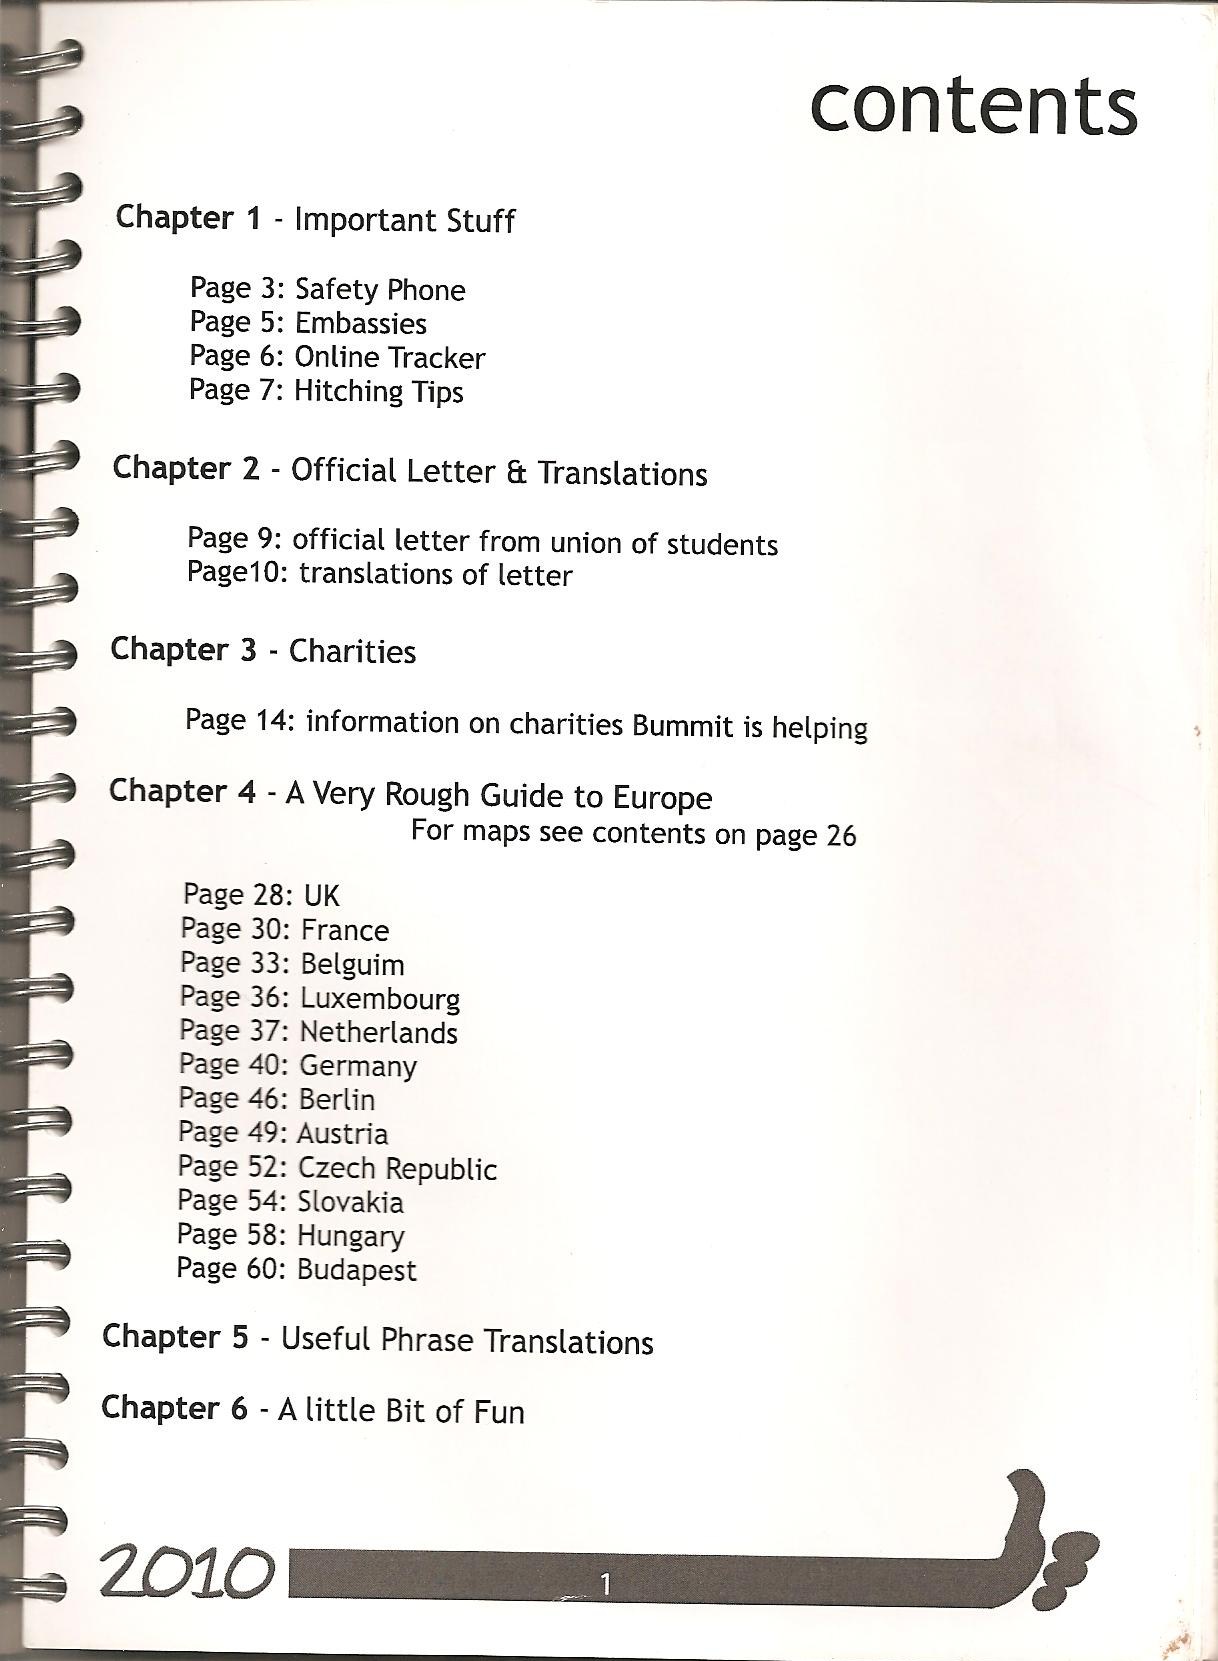 contents
Chapter 1 - Important Stuff
Page 3: Safety Phone
Page 5: Embassies
Page 6: Online Tracker
Page 7: Hitching Tips
Chapter 2 - Official Letter & Translations
Page 9: official letter from union of students
Page10: translations of letter
Chapter 3 - Charities
Page 14: information on charities Bummit is helping
Chapter 4 - A Very Rough Guide to Europe
For maps see contents on page 26
Page 28: UK
Page 30: France
Page 33: Belguim
Page 36: Luxembourg
Page 37: Netherlands
Page 40: Germany
Page 46: Berlin
Page 49: Austria
Page 52: Czech Republic
Page 54: Slovakia
Page 58: Hungary
Page 60: Budapest
Chapter 5 - Useful Phrase Translations
Chapter 6 - A little Bit of Fun
2010
1